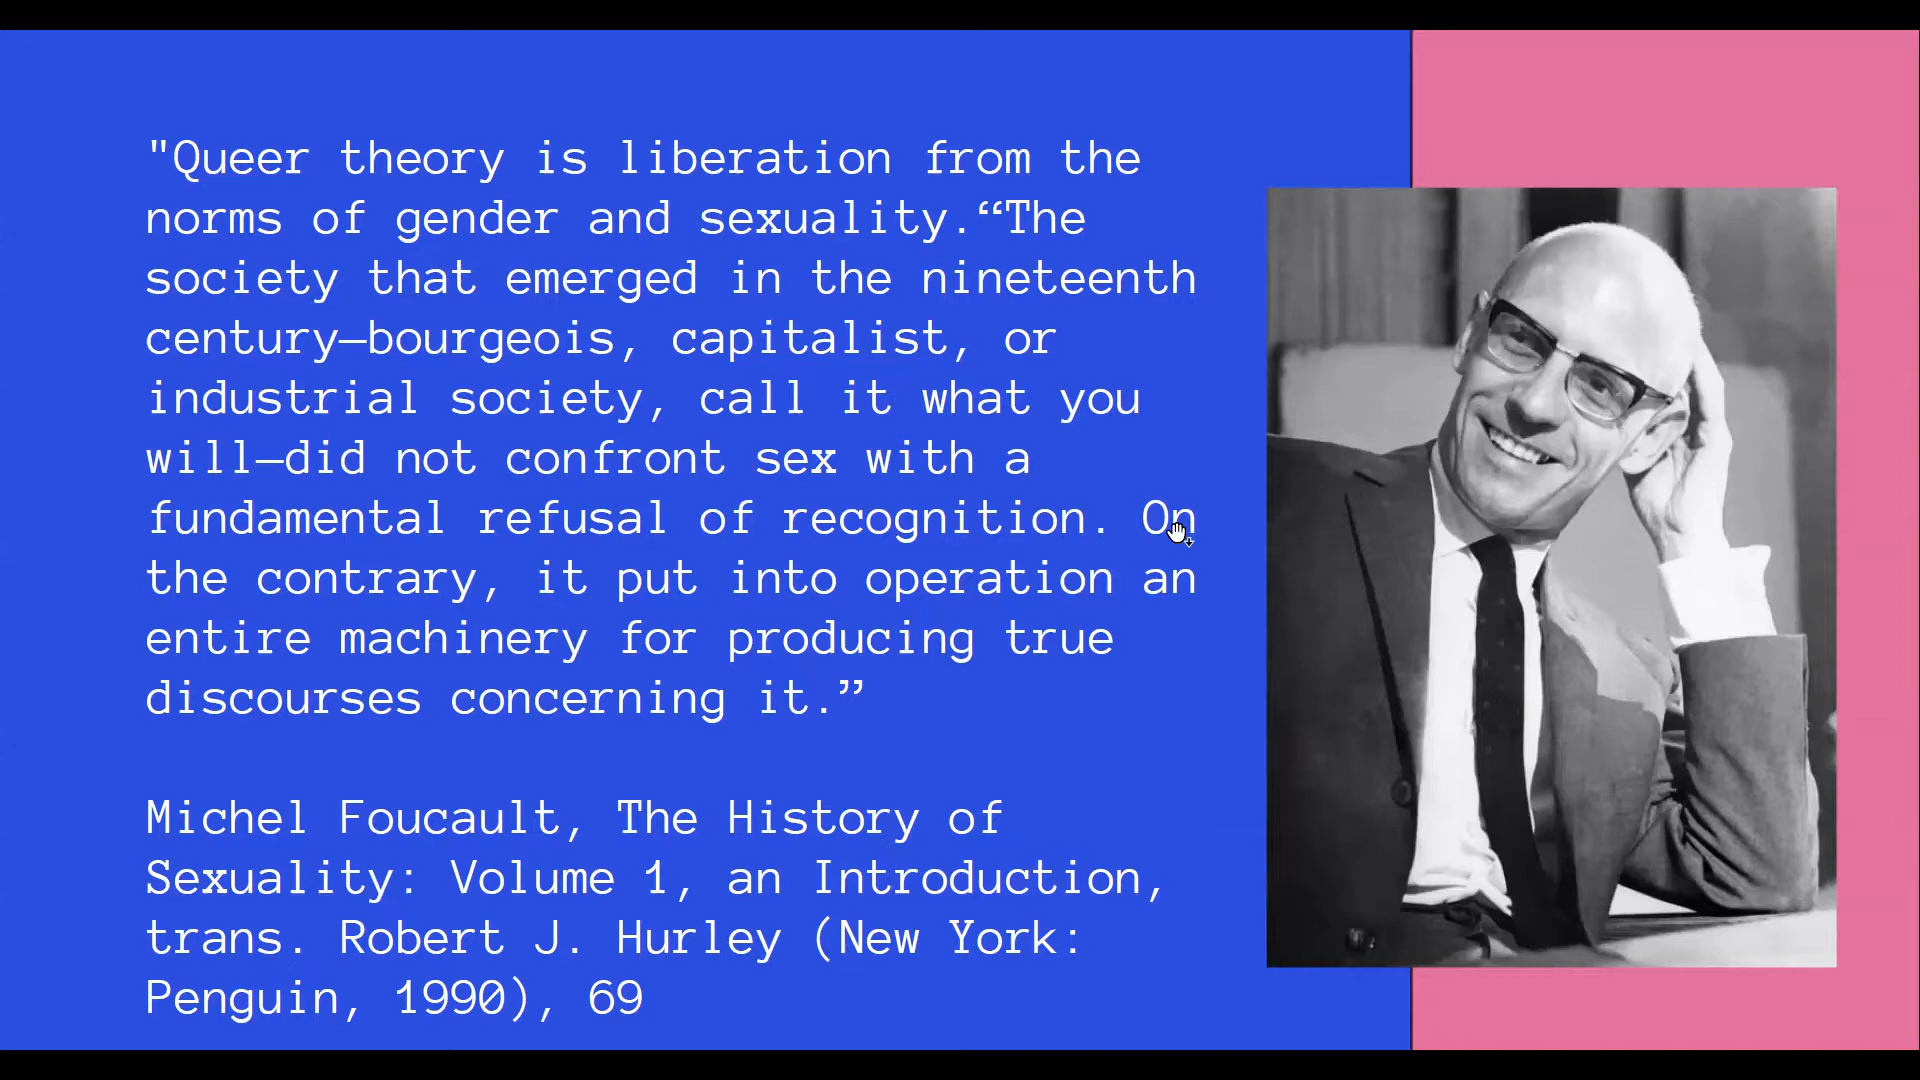 "Queer theory is liberation from the
norms of gender and sexuality.“The
society that emerged in the nineteenth
century—bourgeois, capitalist, or
industrial society, call it what you
will—did not confront sex with a
fundamental refusal of recognition. On
the contrary, it put into operation an
entire machinery for producing true
discourses concerning it.”
Michel Foucault, The History of
Sexuality: Volume 1, an Introduction,
trans. Robert J. Hurley (New York:
Penguin, 1990), 69